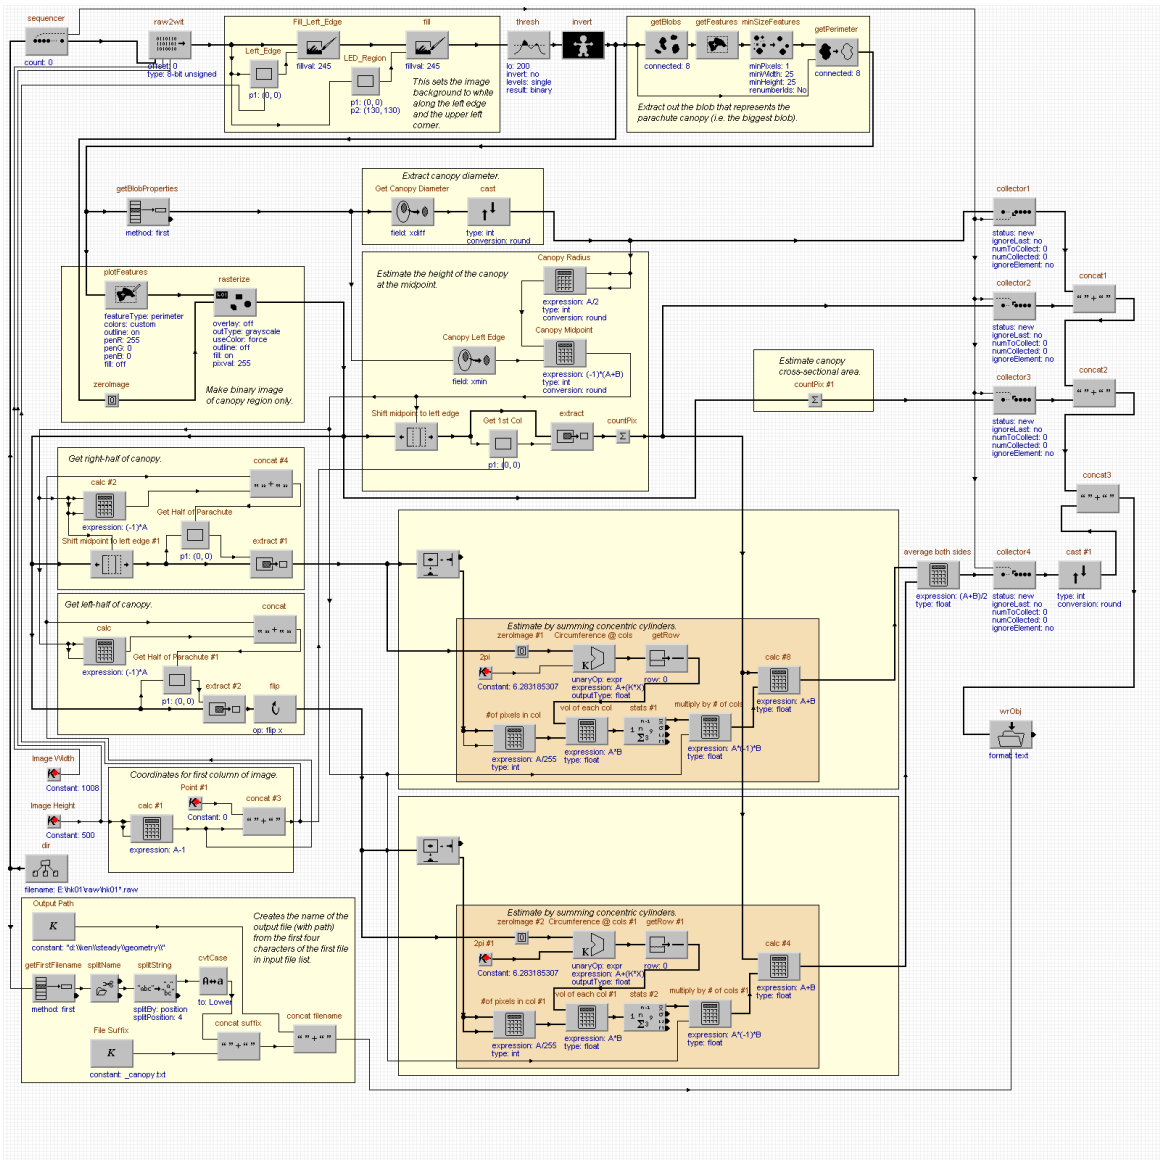 sequencer
count: 0
raw2wit
offset: 0
type: 8-bit unsigned
Fill_Left_Edge
fillval: 245
Left_Edge
p1: (0, 0)
fill
fillval: 245
LED_Region
p1: (0, 0)
p2: (130, 130)
This sets the image
background to white
along the left edge
and the upper left
corner.
thresh
lo: 200
invert: no
levels: single
result: binary
invert
getBlobs
connected: 8
getFeatures
minSizeFeatures
minPixels: 1
minWidth: 25
minHeight: 25
renumberIds: No
getPerimeter
connected: 8
Extract out the blob that represents the
parachute canopy (i.e. the biggest blob).
getBlobProperties
method: first
Extract canopy diameter.
Get Canopy Diameter
field: xdiff
cast
type: int
conversion: round
plotFeatures
featureType: perimeter
colors: custom
outline: on
penR: 255
penG: 0
penB: 0
fill: off
rasterize
overlay: off
outType: grayscale
useColor: force
outline: off
fill: on
pixval: 255
zeroImage
Make binary image
of canopy region only.
Estimate the height of the canopy
at the midpoint.
Canopy Radius
expression: A/2
type: int
conversion: round
Canopy Midpoint
expression: (-1)*(A+B)
type: int
conversion: round
Canopy Left Edge
field: xmin
Shift midpoint to left edge
Get 1st Col
p1: (0, 0)
extract
countPix
Σ
Estimate canopy
cross-sectional area.
countPix #1
Σ
collector1
status: new
ignoreLast: no
numToCollect: 0
numCollected: 0
ignoreElement: no
concat1
" "+" "
collector2
status: new
ignoreLast: no
numToCollect: 0
numCollected: 0
ignoreElement: no
concat2
" "+" "
collector3
status: new
ignoreLast: no
numToCollect: 0
numCollected: 0
ignoreElement: no
concat3
" "+" "
Get right-half of canopy.
concat #4
" "+" "
calc #2
expression: (-1)*A
Get Half of Parachute
p1: (0, 0)
Shift midpoint to left edge #1
extract #1
Get left-half of canopy.
concat
" "+" "
calc
expression: (-1)*A
Get Half of Parachute #1
p1: (0, 0)
extract #2
flip
op: flip x
average both sides
expression: (A+B)/2
type: float
collector4
status: new
ignoreLast: no
numToCollect: 0
numCollected: 0
ignoreElement: no
cast #1
type: int
conversion: round
Estimate by summing concentric cylinders.
zeroImage #1
Circumference @ cols
getRow
2pi
K
Constant: 6.283185307
K
unaryOp: expr
expression: A+(K*X)
outputType: float
row: 0
#of pixels in col
expression: A/255
type: int
vol of each col
expression: A*B
type: float
stats #1
multiply by # of cols
expression: A*(-1)*B
type: float
calc #8
expression: A+B
type: float
Image Width
K
Constant: 1008
Image Height
K
Constant: 500
Coordinates for first column of image.
Point #1
K
Constant: 0
calc #1
expression: A-1
concat #3
" "+" "
wrObj
format: text
dir
filename: E:\hk01\raw\hk01*.raw
Estimate by summing concentric cylinders.
zeroImage #2
Circumference @ cols #1
getRow #1
2pi #1
K
Constant: 6.283185307
K
unaryOp: expr
expression: A+(K*X)
outputType: float
row: 0
#of pixels in col #1
expression: A/255
type: int
vol of each col #1
expression: A*B
type: float
stats #2
multiply by # of cols #1
expression: A*(-1)*B
type: float
calc #4
expression: A+B
type: float
Output Path
K
constant: "d:\\ken\\steady\\geometry\\"
Creates the name of the
output file (with path)
from the first four
characters of the first file
in input file list.
getFirstFilename
method: first
splitName
splitString
splitBy: position
splitPosition: 4
cvtCase
A↔a
to: Lower
File Suffix
K
constant: _canopy.txt
concat suffix
" "+" "
concat filename
" "+" "